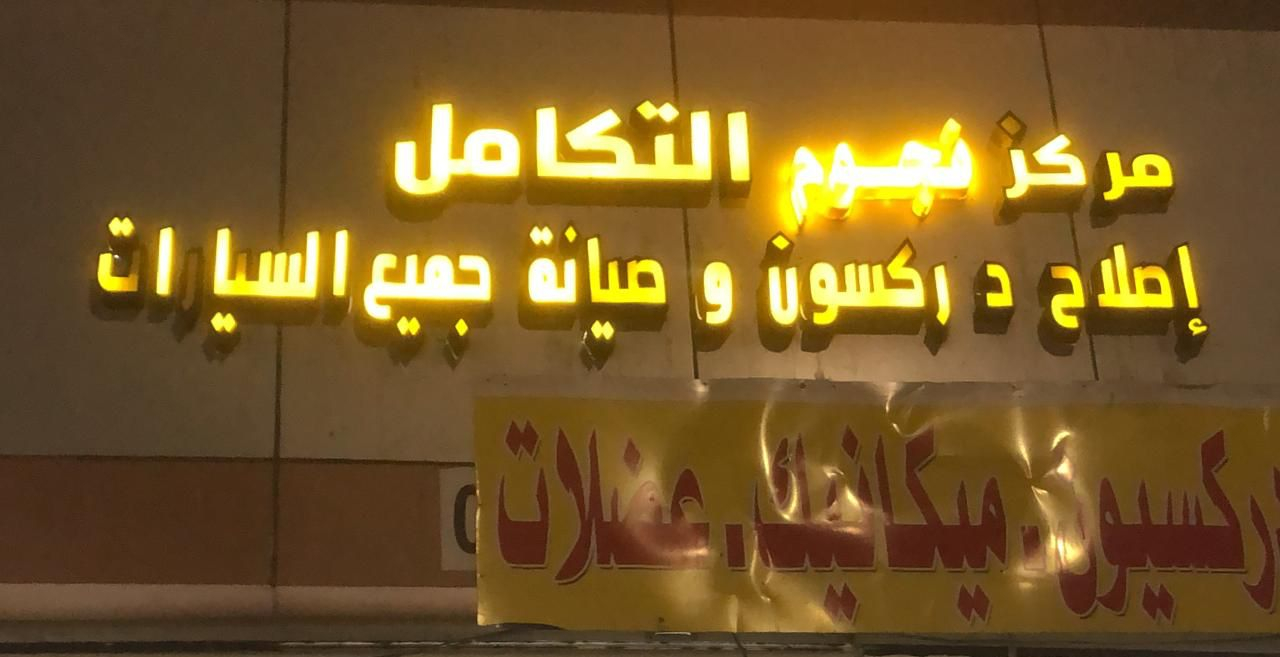 مركز نجوم التكامل
إصلاح د ركسون و صيانة جميع السيارات
ركسيون. ميكانيك. عضلات